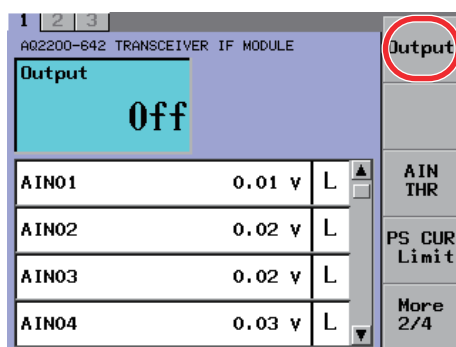 1 2 3
AQ2200-642 TRANSCEIVER IF MODULE
Output
Off
AIN01 0.01 V L
AIN02 0.02 V L
AIN03 0.02 V L
AIN04 0.03 V L
Output
AIN
THR
PS CUR
Limit
More
2/4